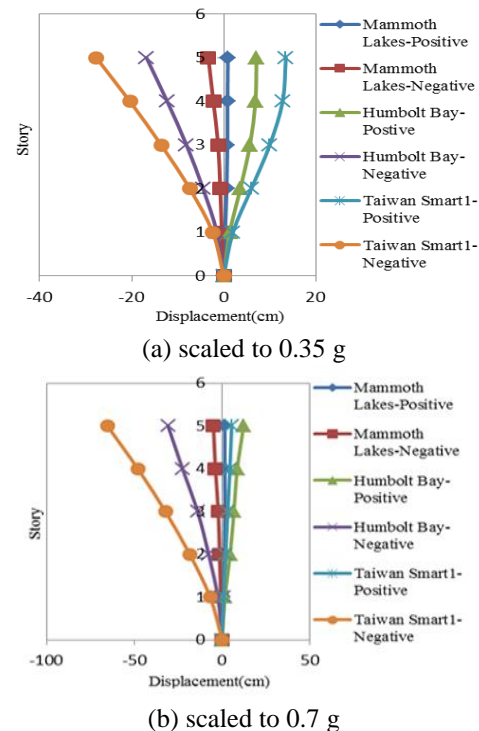 6
5
4
3
2
1
0
Story
-40 -20 0 20
Displacement(cm)
Mammoth
Lakes-Positive
Mammoth
Lakes-Negative
Humbolt Bay-
Postive
Humbolt Bay-
Negative
Taiwan Smart1-
Positive
Taiwan Smart1-
Negative
(a) scaled to 0.35 g
6
5
4
3
2
1
0
Story
-100 -50 0 50
Displacement(cm)
Mammoth
Lakes-Positive
Mammoth
Lakes-Negative
Humbolt Bay-
Positive
Humbolt Bay-
Negative
Taiwan Smart1-
Positive
Taiwan Smart1-
Negative
(b) scaled to 0.7 g